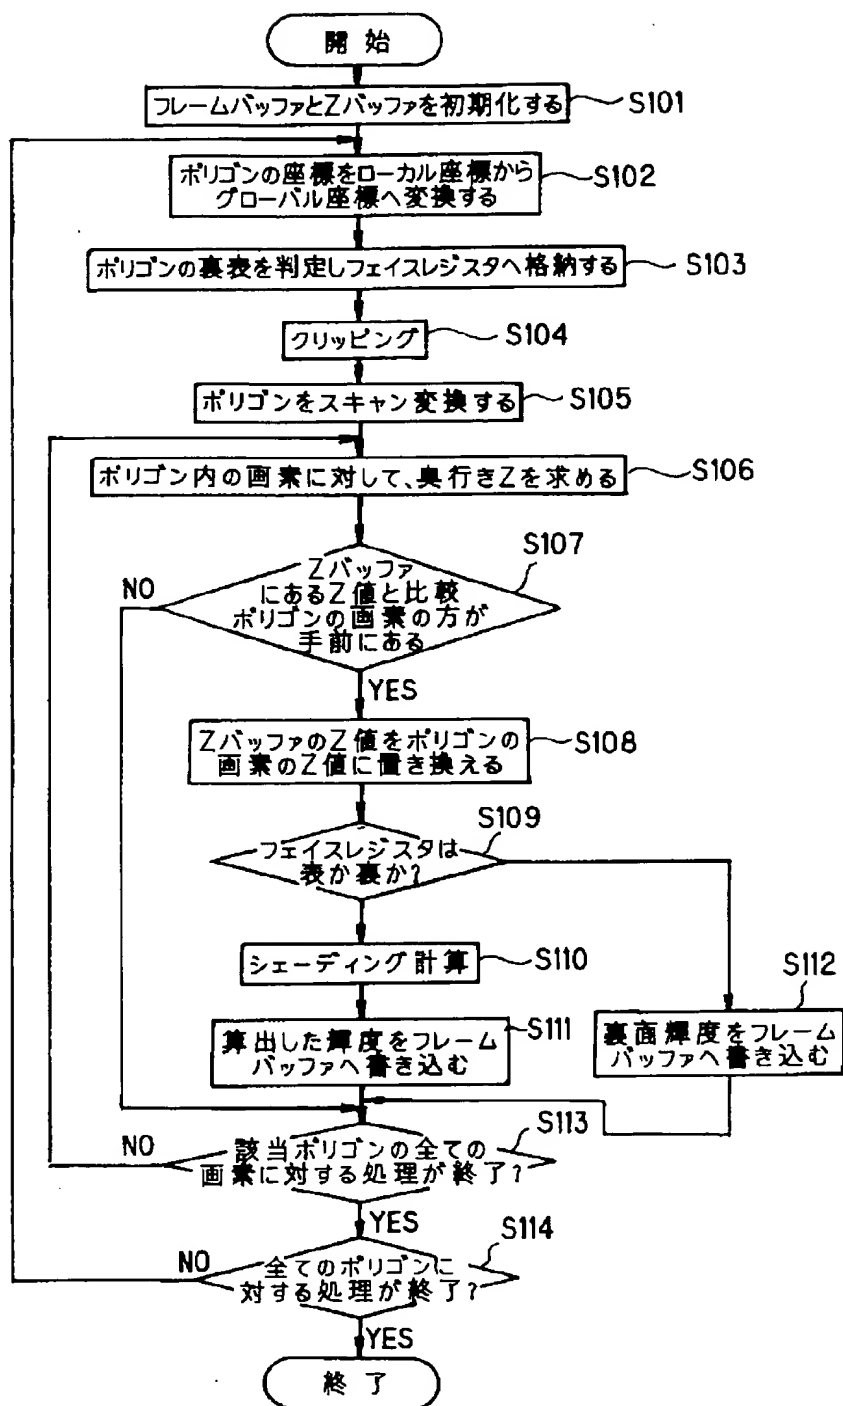 開始
フレームバッファとZバッファを初期化する
S101
ポリゴンの座標をローカル座標から
グローバル座標へ変換する
S102
ポリゴンの裏表を判定しフェイスレジスタへ格納する
S103
クリッピング
S104
ポリゴンをスキャン変換する
S105
ポリゴン内の画素に対して、奥行きZを求める
S106
S107
NO
Zバッファ
にあるZ値と比較
ポリゴンの画素の方が
手前にある
YES
ZバッファのZ値をポリゴンの
画素のZ値に置き換える
S108
S109
フェイスレジスタは
表か裏か?
シェーディング計算
S110
S112
S111
算出した輝度をフレーム
バッファへ書き込む
裏面輝度をフレーム
バッファへ書き込む
S113
NO
該当ポリゴンの全ての
画素に対する処理が終了?
YES
S114
NO
全てのポリゴンに
対する処理が終了?
YES
終了